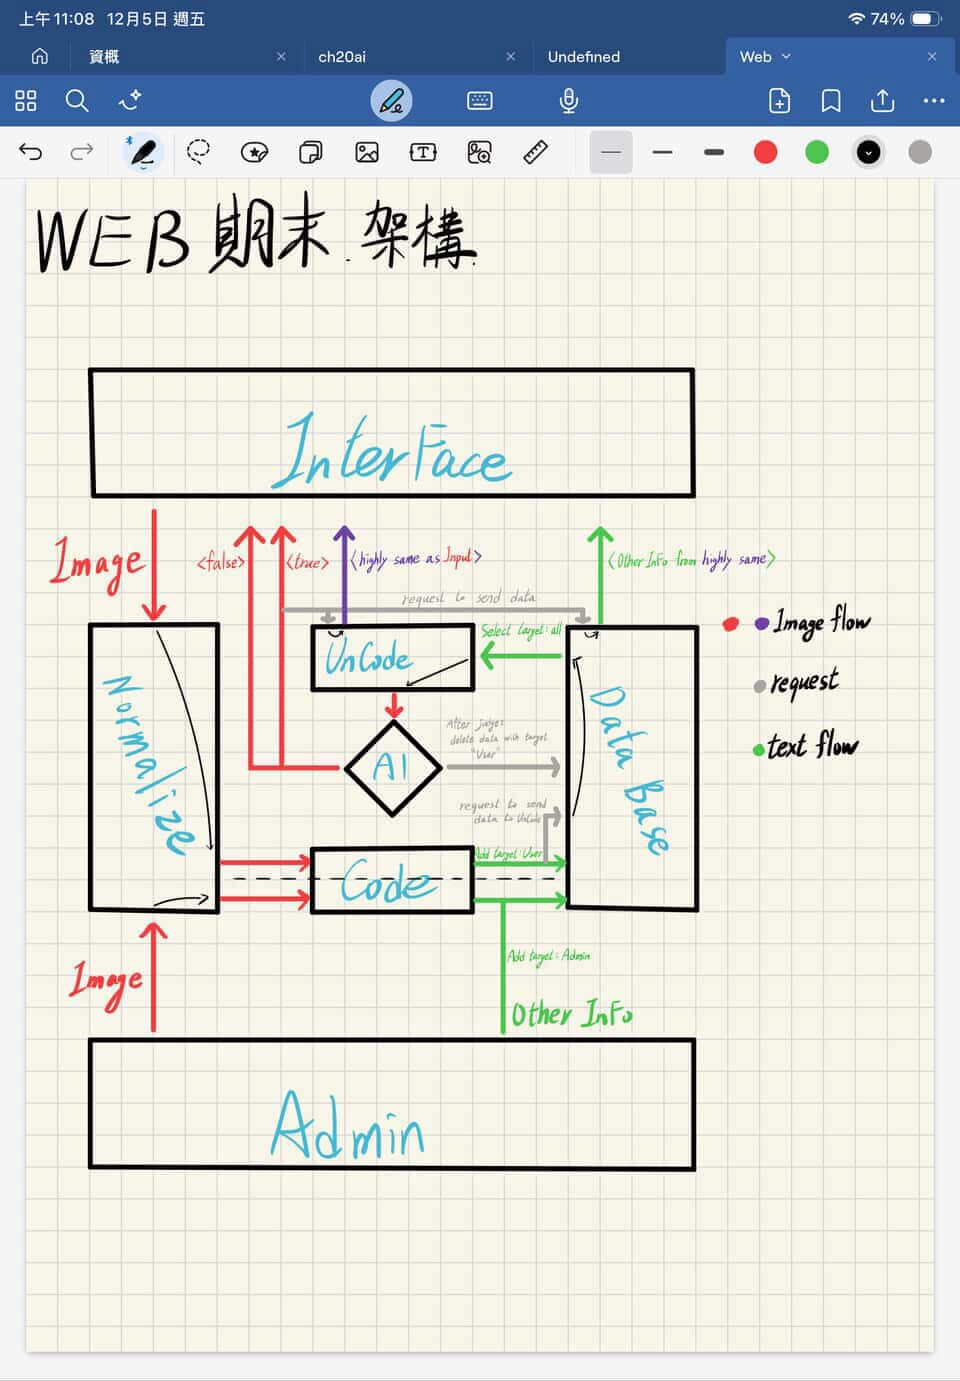 上午11:08 12月5日 週五
74%
資概
ch20ai
Undefined
Web
WEB 期末.架構
InterFace
Image
<false>
<true>
<highly same as Input>
<Other InFo from highly same>
request to send data
Select target:all
UnCode
Normalize
AI
After judge:
delete data with target
"User"
Data Base
request to send
data to UnCode
Add target:User
Code
Image flow
request
text flow
Image
Add target:Admin
Other InFo
Admin